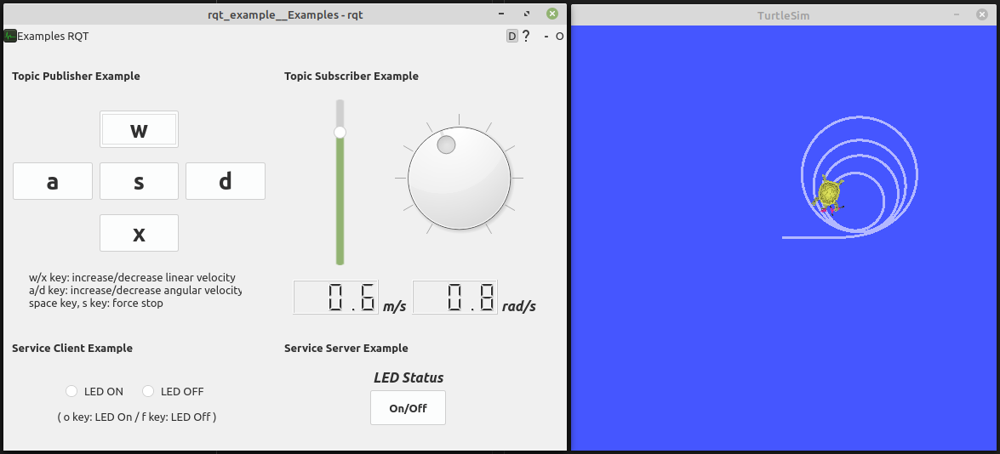 rqt_example__Examples - rqt
TurtleSim
Examples RQT
D ? - O
Topic Publisher Example
Topic Subscriber Example
w
a s d
x
w/x key: increase/decrease linear velocity
a/d key: increase/decrease angular velocity
space key, s key: force stop
0.6 m/s 0.8 rad/s
Service Client Example
Service Server Example
LED Status
LED ON LED OFF
On/Off
( o key: LED On / f key: LED Off )